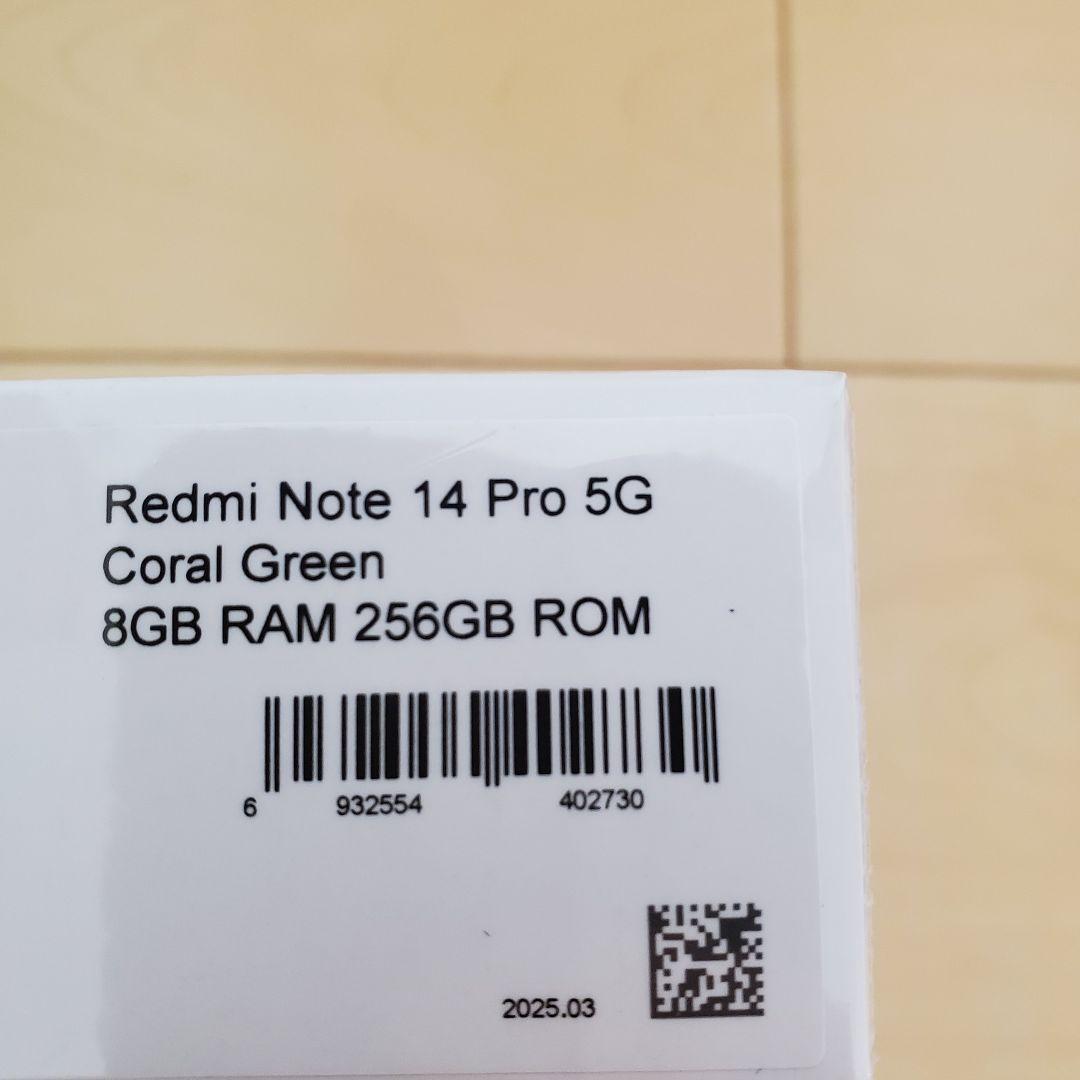 Redmi Note 14 Pro 5G
Coral Green
8GB RAM 256GB ROM
6 932554 402730
2025.03